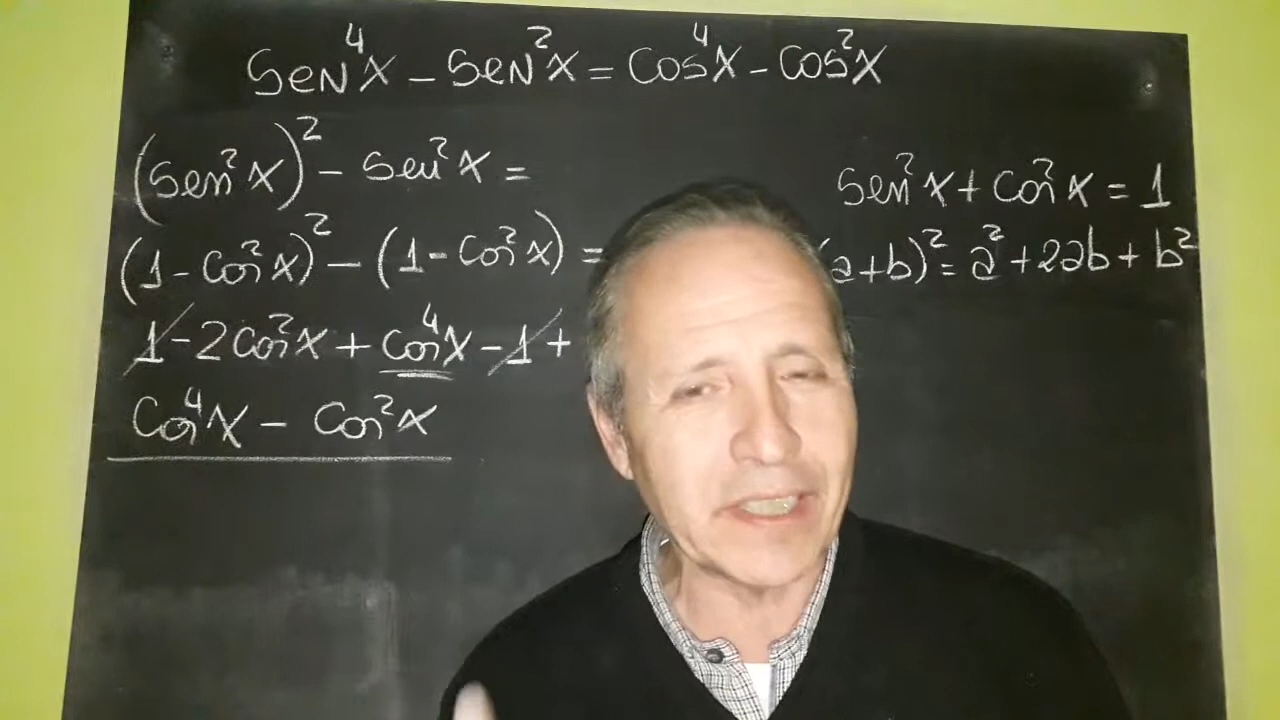 Sen⁴x - Sen²x = Cos⁴x - Cos²x
(Sen²x)² - Sen²x =
(1 - Cos²x)² - (1 - Cos²x) =
1 - 2Cos²x + Cos⁴x - 1 +
Cos⁴x - Cos²x
Sen²x + Cos²x = 1
(a+b)² = a² + 2ab + b²